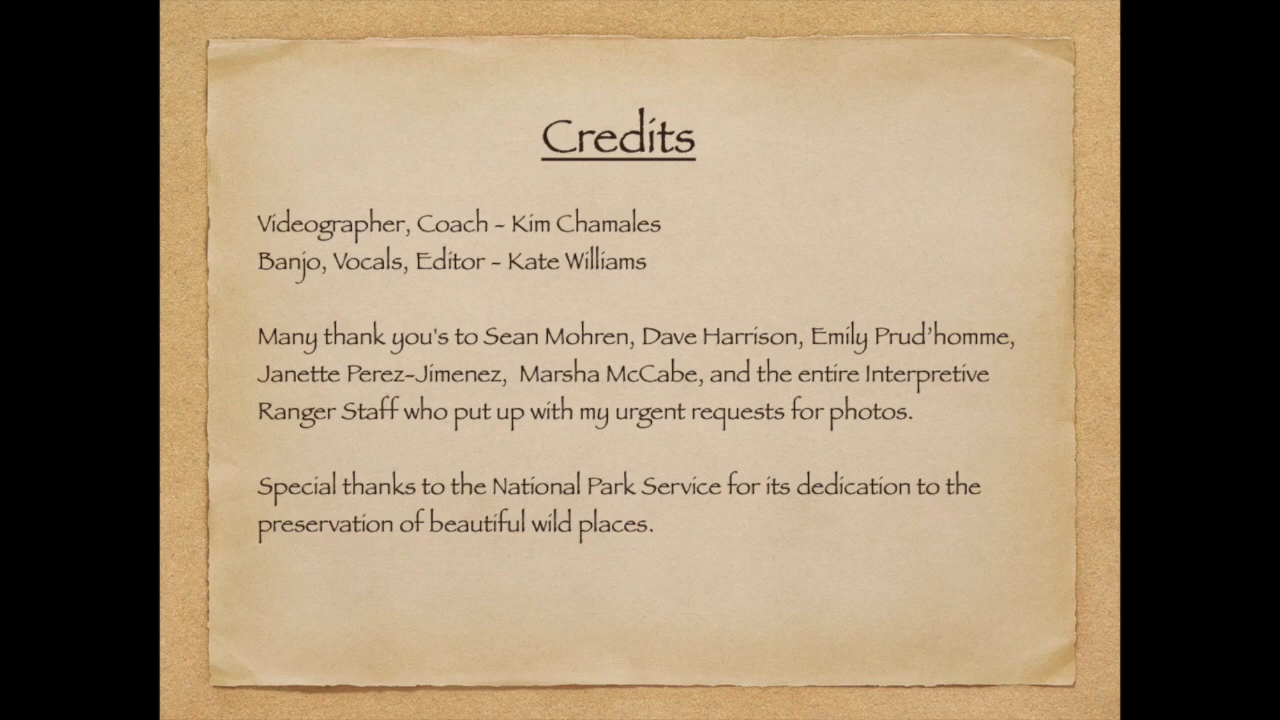 Credits
Videographer, Coach - Kim Chamales
Banjo, Vocals, Editor - Kate Williams
Many thank you's to Sean Mohren, Dave Harrison, Emily Prud’homme,
Janette Perez-Jimenez,  Marsha McCabe, and the entire Interpretive
Ranger Staff who put up with my urgent requests for photos.
Special thanks to the National Park Service for its dedication to the
preservation of beautiful wild places.